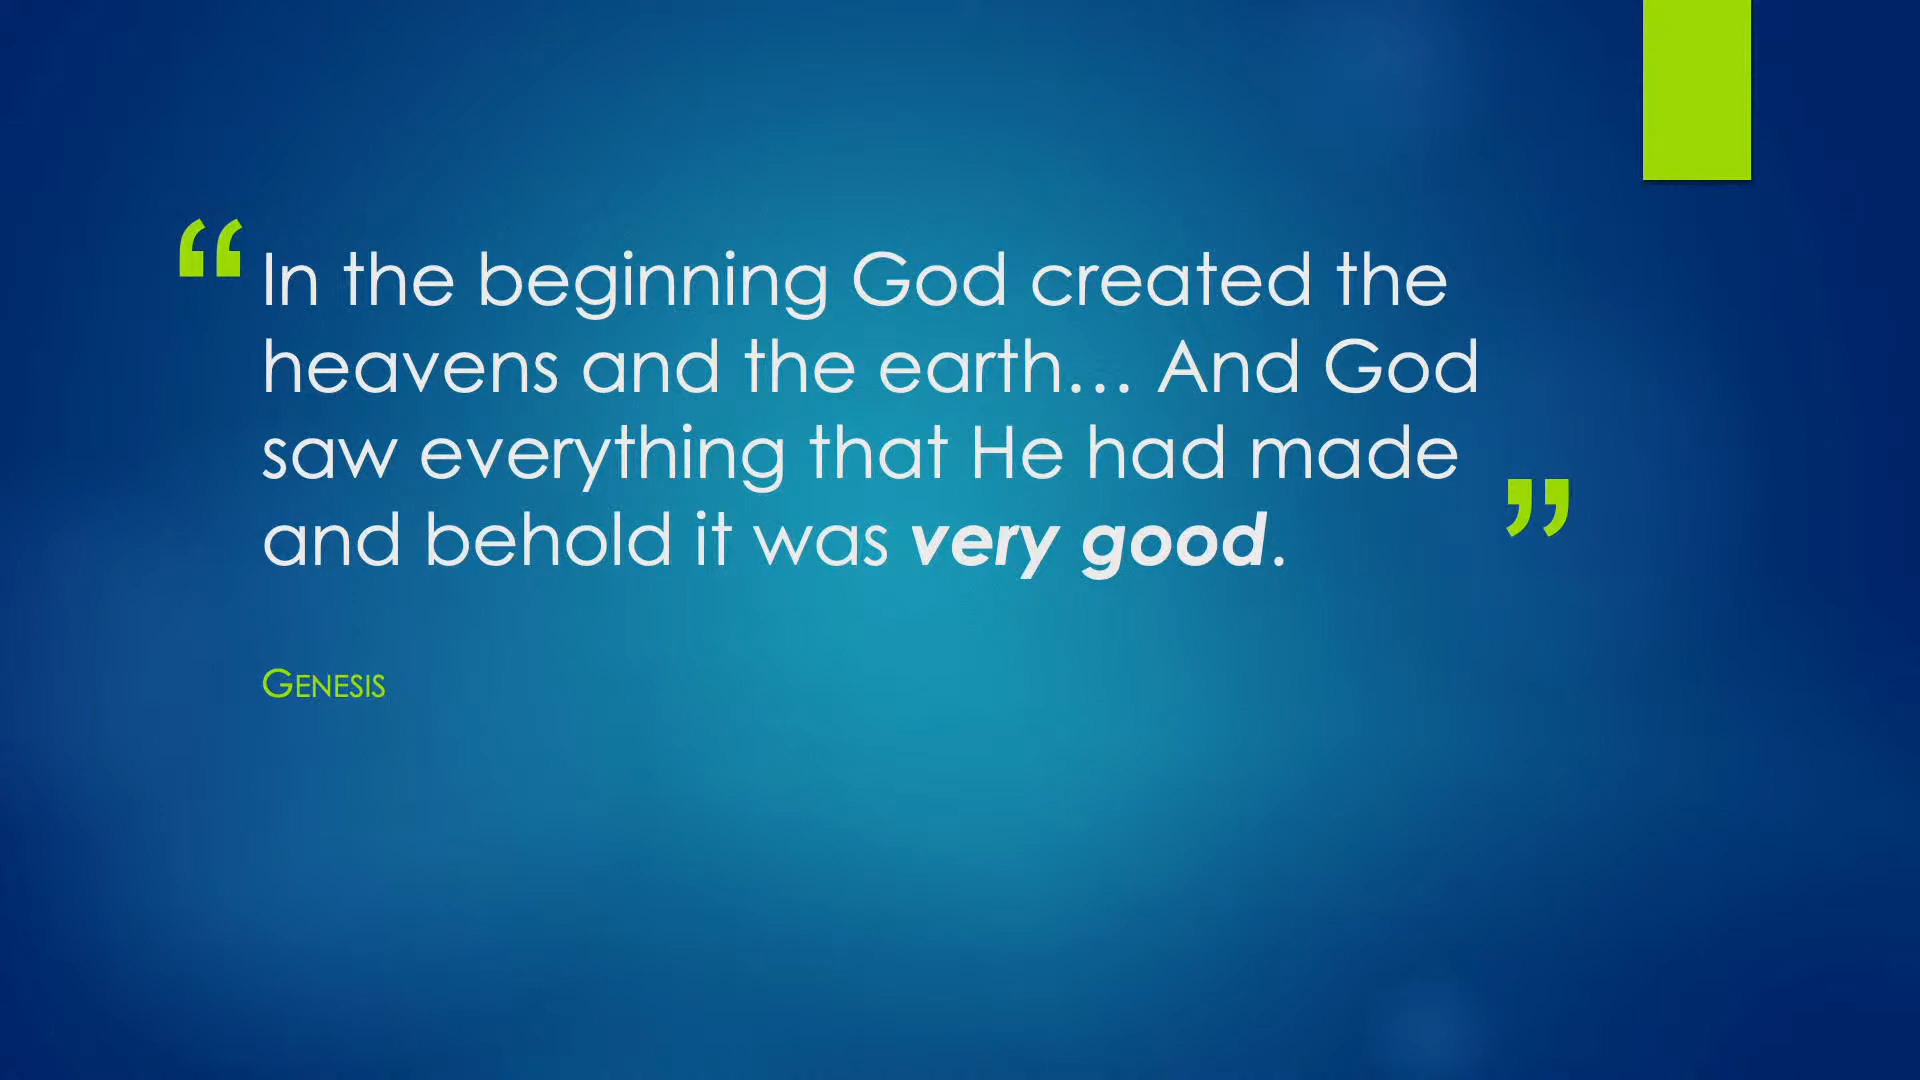 “In the beginning God created the
heavens and the earth… And God
saw everything that He had made
and behold it was very good.”
Genesis